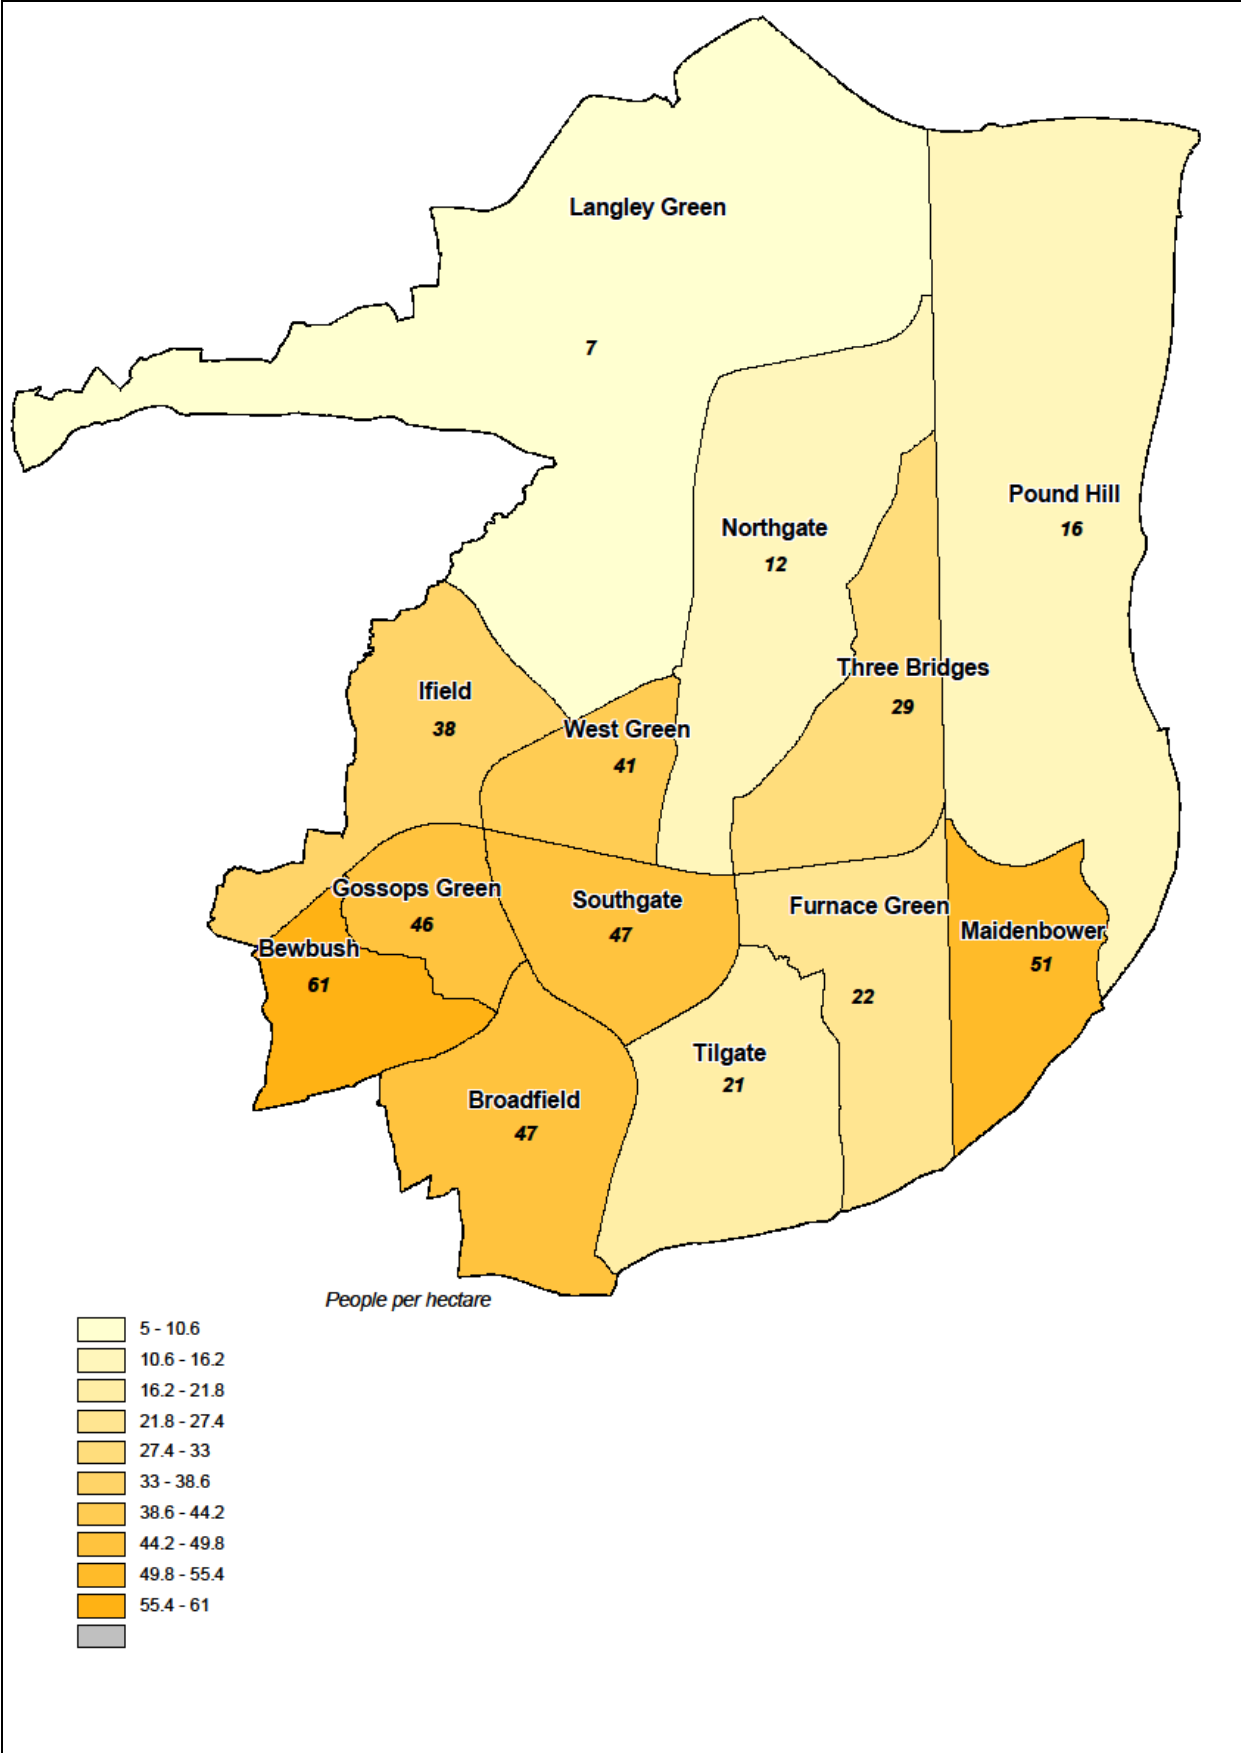 Langley Green
7
Pound Hill
16
Northgate
12
Three Bridges
29
Ifield
38
West Green
41
Gossops Green
46
Southgate
47
Furnace Green
22
Maidenbower
51
Bewbush
61
Tilgate
21
Broadfield
47
People per hectare
5 - 10.6
10.6 - 16.2
16.2 - 21.8
21.8 - 27.4
27.4 - 33
33 - 38.6
38.6 - 44.2
44.2 - 49.8
49.8 - 55.4
55.4 - 61